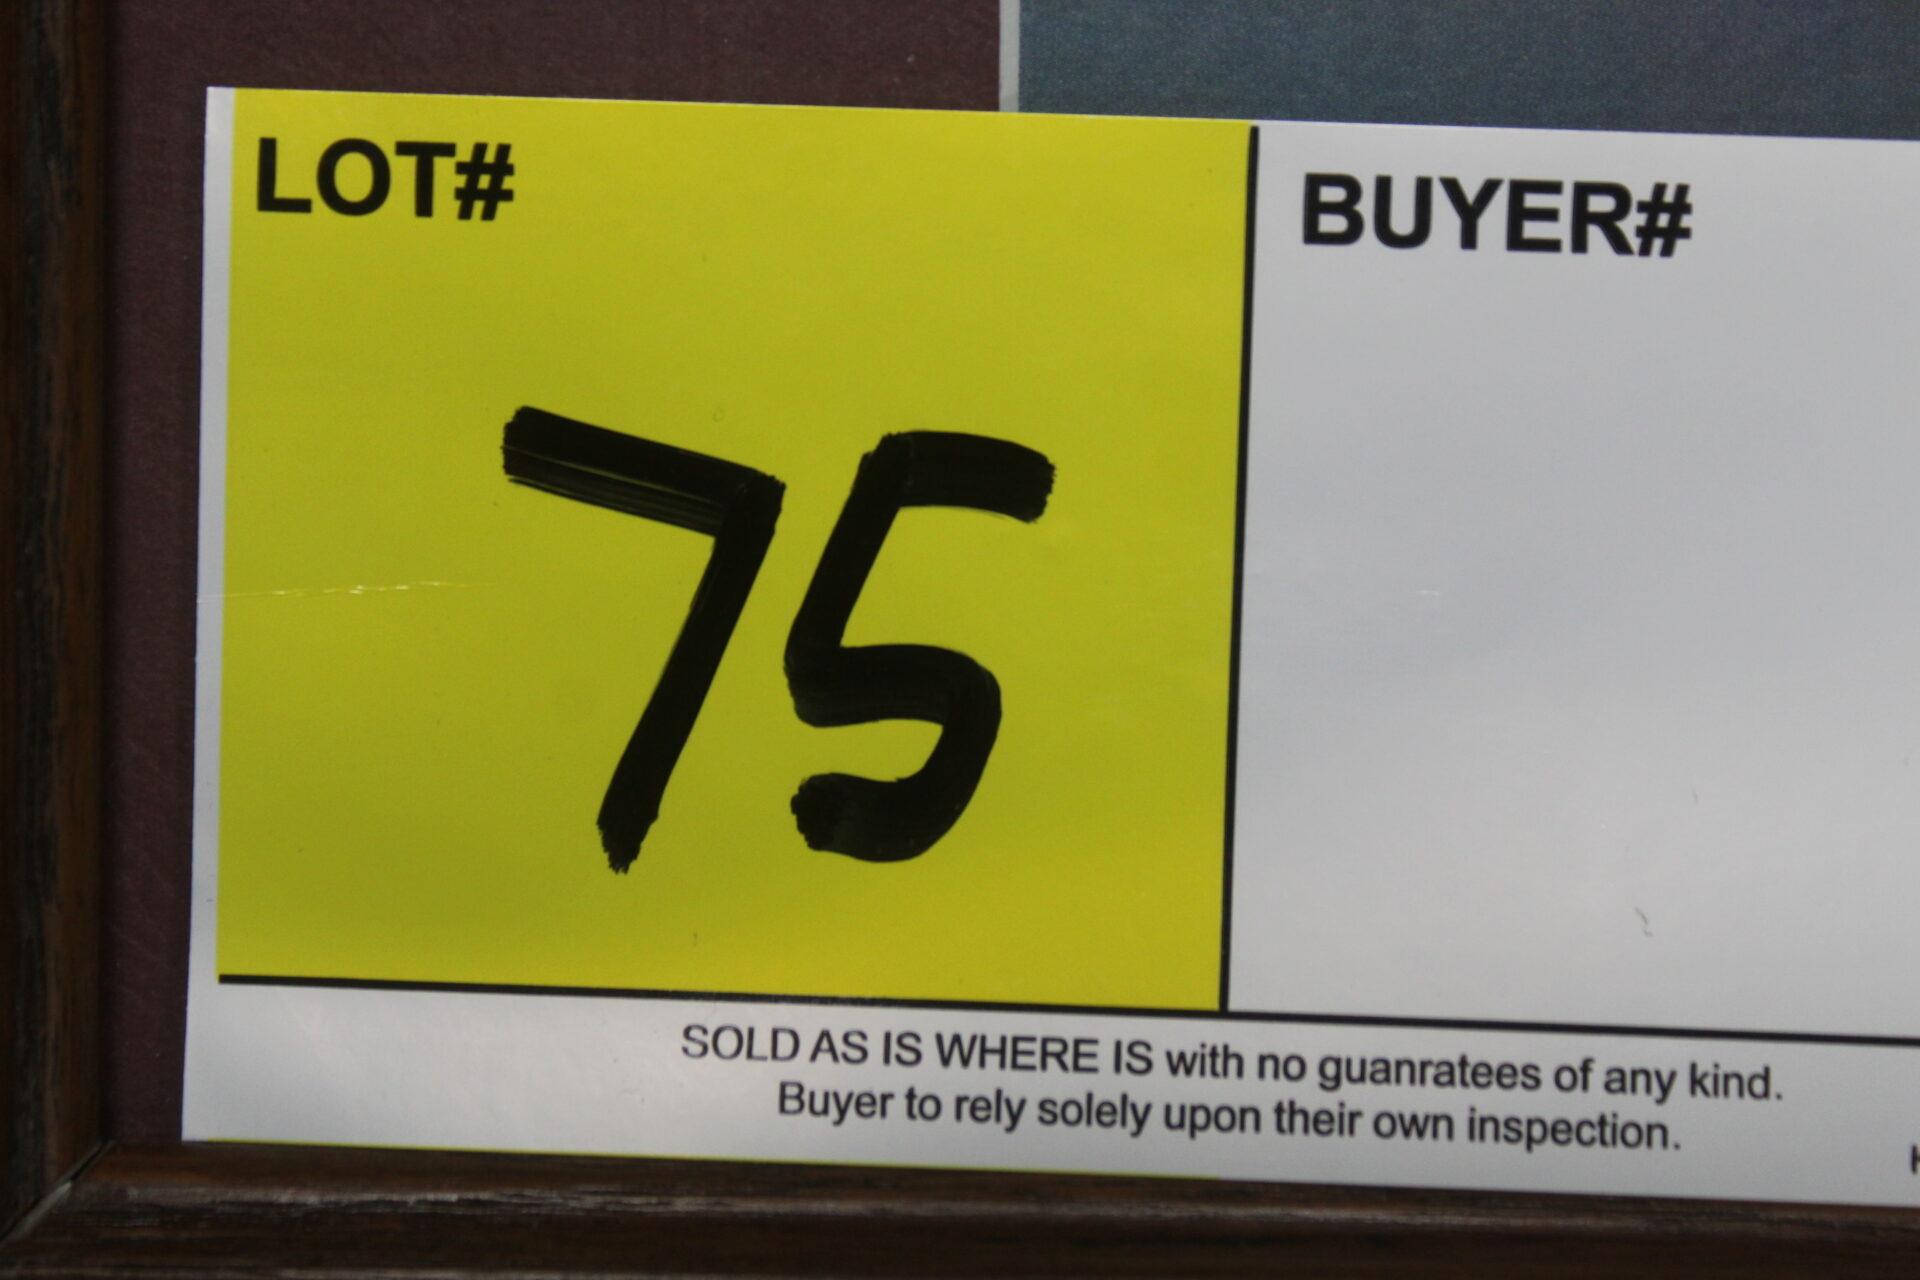 LOT#
BUYER#
75
SOLD AS IS WHERE IS with no guanratees of any kind.
Buyer to rely solely upon their own inspection.